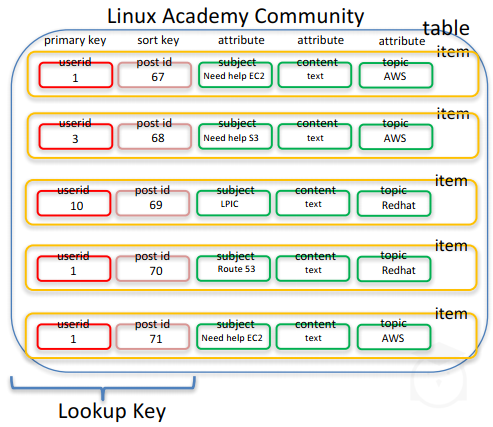 Linux Academy Community
table
primary key sort key attribute attribute attribute
item
userid post id subject content topic
1 67 Need help EC2 text AWS
item
userid post id subject content topic
3 68 Need help S3 text AWS
item
userid post id subject content topic
10 69 LPIC text Redhat
item
userid post id subject content topic
1 70 Route 53 text Redhat
item
userid post id subject content topic
1 71 Need help EC2 text AWS
Lookup Key